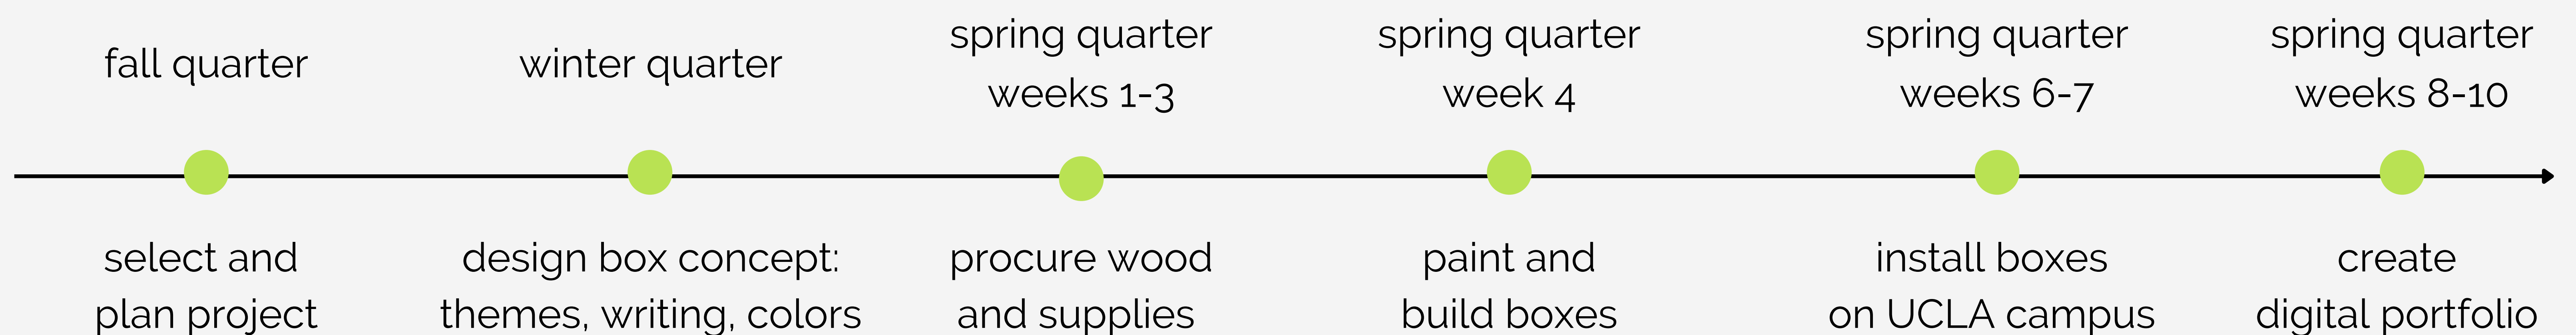 fall quarter
select and
plan project
winter quarter
design box concept:
themes, writing, colors
spring quarter
weeks 1-3
procure wood
and supplies
spring quarter
week 4
paint and
build boxes
spring quarter
weeks 6-7
install boxes
on UCLA campus
spring quarter
weeks 8-10
create
digital portfolio